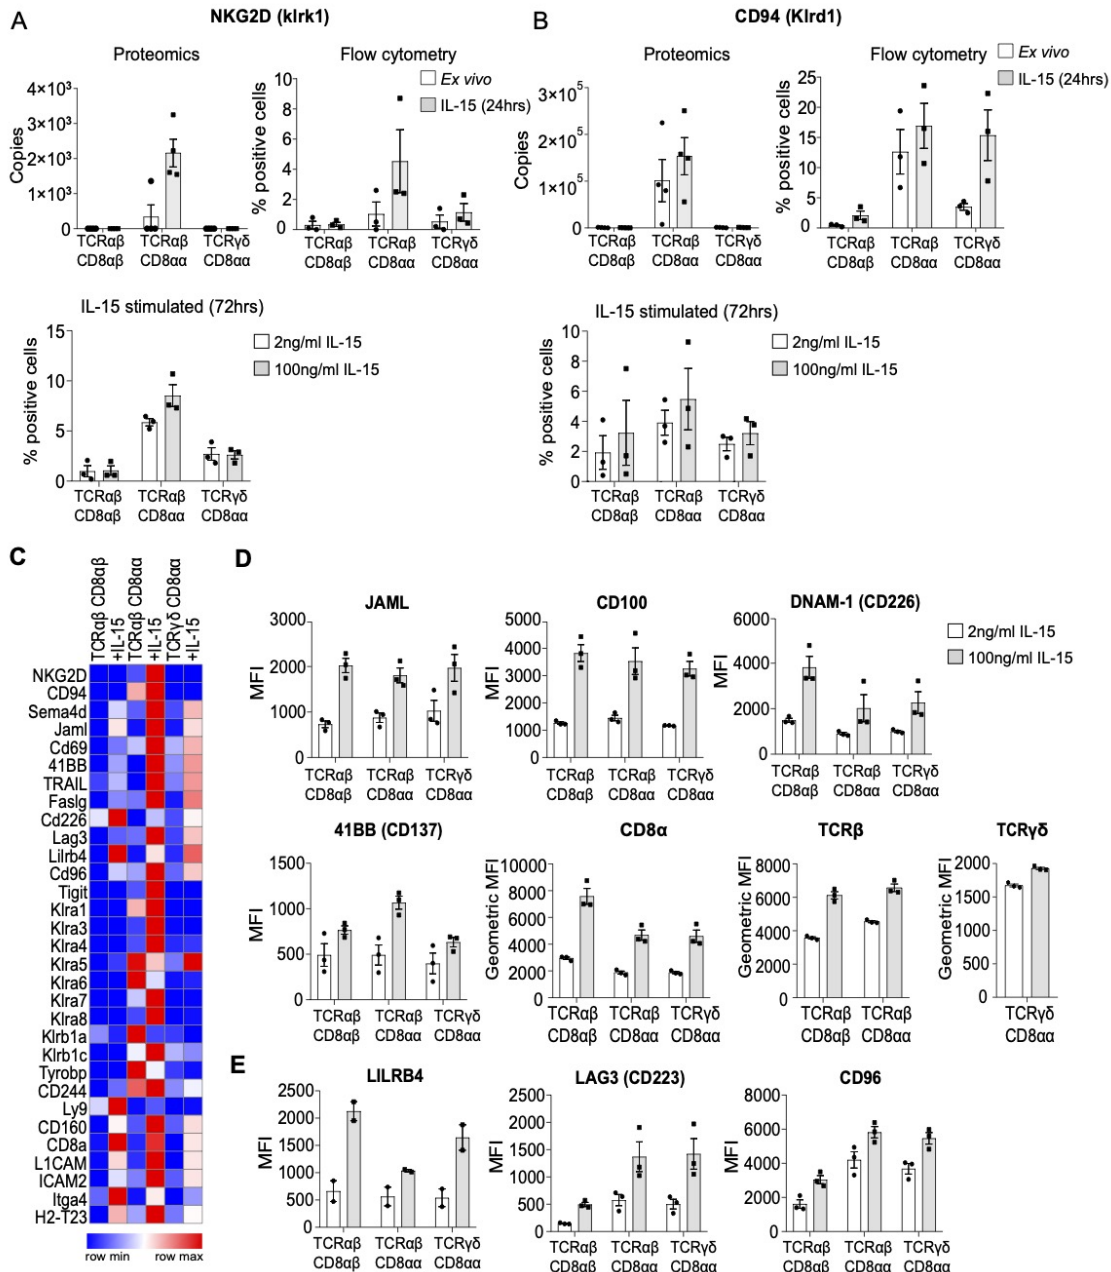 A
NKG2D (klrk1)
Proteomics
Copies
4×10³
3×10³
2×10³
1×10³
0
TCRαβ CD8αβ
TCRαβ CD8αα
TCRγδ CD8αα
Flow cytometry
Ex vivo
IL-15 (24hrs)
% positive cells
10
8
6
4
2
0
TCRαβ CD8αβ
TCRαβ CD8αα
TCRγδ CD8αα
IL-15 stimulated (72hrs)
2ng/ml IL-15
100ng/ml IL-15
% positive cells
15
10
5
0
TCRαβ CD8αβ
TCRαβ CD8αα
TCRγδ CD8αα
B
CD94 (Klrd1)
Proteomics
Copies
3×10⁵
2×10⁵
1×10⁵
0
TCRαβ CD8αβ
TCRαβ CD8αα
TCRγδ CD8αα
Flow cytometry
Ex vivo
IL-15 (24hrs)
% positive cells
25
20
15
10
5
0
TCRαβ CD8αβ
TCRαβ CD8αα
TCRγδ CD8αα
IL-15 stimulated (72hrs)
2ng/ml IL-15
100ng/ml IL-15
% positive cells
10
8
6
4
2
0
TCRαβ CD8αβ
TCRαβ CD8αα
TCRγδ CD8αα
C
TCRαβ CD8αβ
+IL-15
TCRαβ CD8αα
+IL-15
TCRγδ CD8αα
+IL-15
NKG2D
CD94
Sema4d
Jaml
Cd69
41BB
TRAIL
Faslg
Cd226
Lag3
Lilrb4
Cd96
Tigit
Klra1
Klra3
Klra4
Klra5
Klra6
Klra7
Klra8
Klrb1a
Klrb1c
Tyrobp
CD244
Ly9
CD160
CD8a
L1CAM
ICAM2
Itga4
H2-T23
row min
row max
D
JAML
MFI
3000
2000
1000
0
TCRαβ CD8αβ
TCRαβ CD8αα
TCRγδ CD8αα
CD100
MFI
5000
4000
3000
2000
1000
0
TCRαβ CD8αβ
TCRαβ CD8αα
TCRγδ CD8αα
DNAM-1 (CD226)
2ng/ml IL-15
100ng/ml IL-15
MFI
6000
4000
2000
0
TCRαβ CD8αβ
TCRαβ CD8αα
TCRγδ CD8αα
41BB (CD137)
MFI
1500
1000
500
0
TCRαβ CD8αβ
TCRαβ CD8αα
TCRγδ CD8αα
CD8α
Geometric MFI
10000
8000
6000
4000
2000
0
TCRαβ CD8αβ
TCRαβ CD8αα
TCRγδ CD8αα
TCRβ
Geometric MFI
8000
6000
4000
2000
0
TCRαβ CD8αβ
TCRαβ CD8αα
TCRγδ
Geometric MFI
2000
1500
1000
500
0
TCRγδ CD8αα
E
LILRB4
MFI
2500
2000
1500
1000
500
0
TCRαβ CD8αβ
TCRαβ CD8αα
TCRγδ CD8αα
LAG3 (CD223)
MFI
2500
2000
1500
1000
500
0
TCRαβ CD8αβ
TCRαβ CD8αα
TCRγδ CD8αα
CD96
MFI
8000
6000
4000
2000
0
TCRαβ CD8αβ
TCRαβ CD8αα
TCRγδ CD8αα